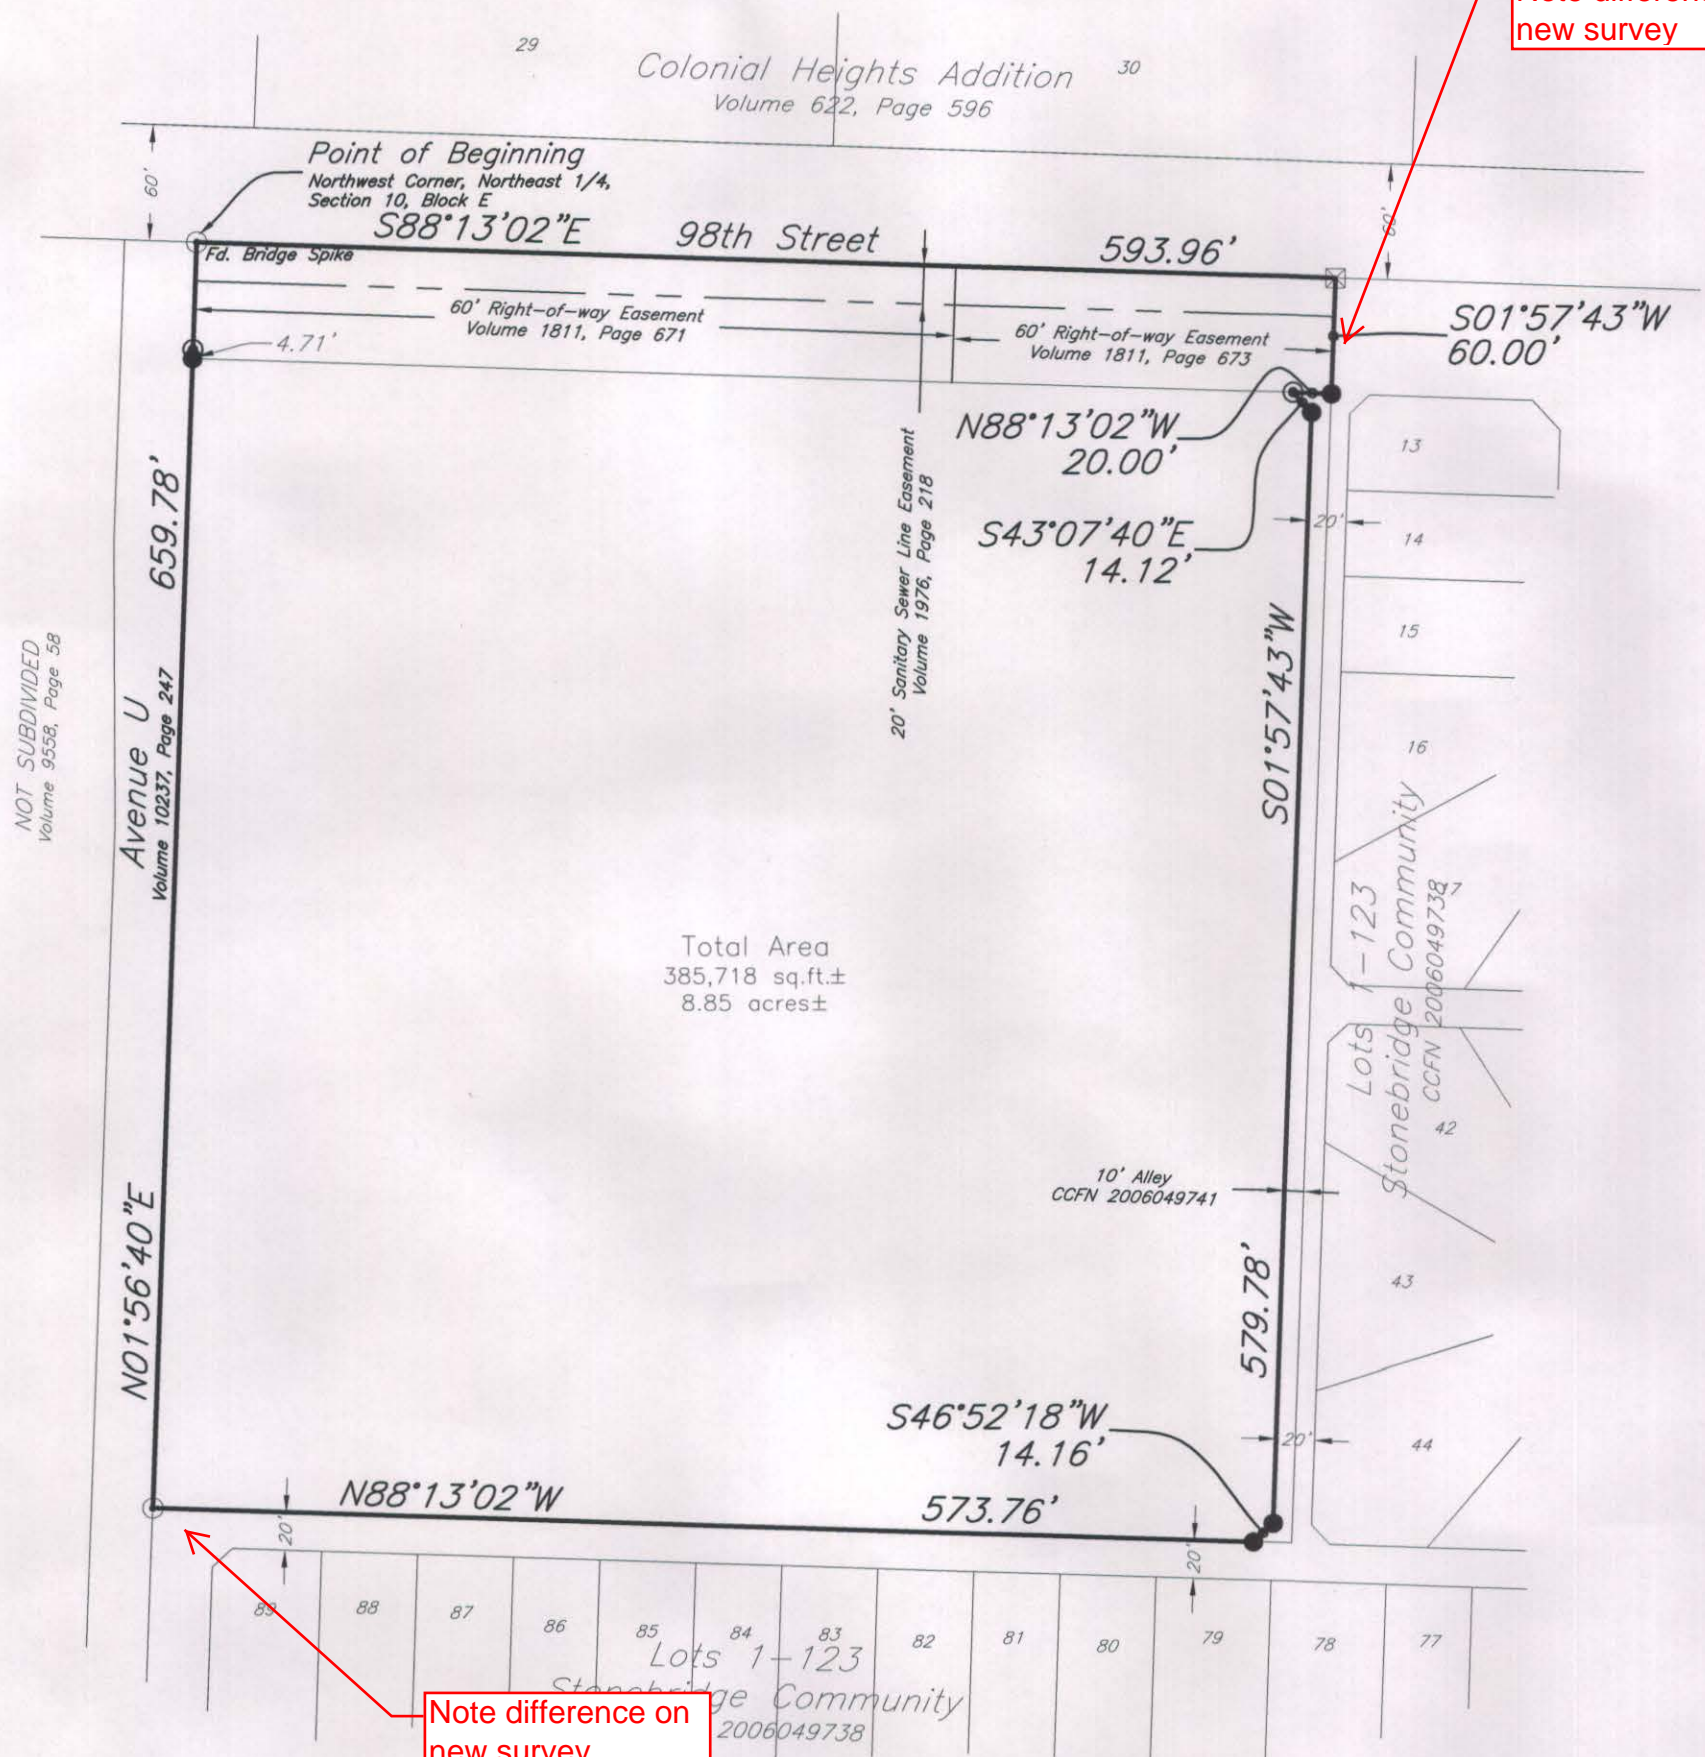 Note differen
new survey
29
Colonial Heights Addition
30
Volume 622, Page 596
60'
Point of Beginning
Northwest Corner, Northeast 1/4,
Section 10, Block E
S88°13'02"E
98th Street
593.96'
60'
Fd. Bridge Spike
60' Right-of-way Easement
Volume 1811, Page 671
60' Right-of-way Easement
Volume 1811, Page 673
S01°57'43"W
60.00'
4.71'
N88°13'02"W
20.00'
S43°07'40"E
14.12'
20' Sanitary Sewer Line Easement
Volume 1976, Page 218
659.78'
Avenue U
Volume 10237, Page 247
N01°56'40"E
NOT SUBDIVIDED
Volume 9558, Page 58
S01°57'43"W
579.78'
20'
13
14
15
16
42
43
44
Lots 1-123
Stonebridge Community
CCFN 2006049738
Total Area
385,718 sq.ft.±
8.85 acres±
10' Alley
CCFN 2006049741
S46°52'18"W
14.16'
20'
N88°13'02"W
573.76'
20'
20'
89
88
87
86
85
84
83
82
81
80
79
78
77
Lots 1-123
ge Community
2006049738
Note difference on
new survey